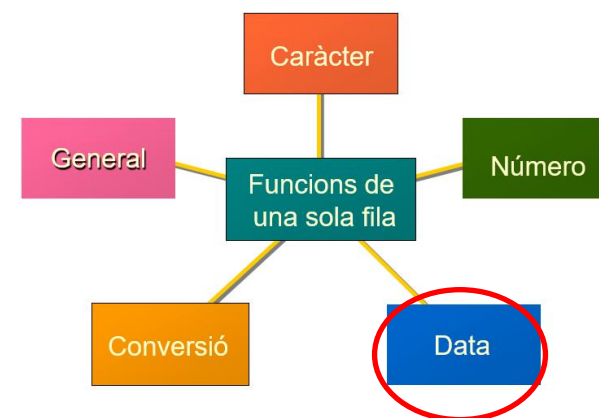 Caràcter
General
Número
Funcions de
una sola fila
Conversió
Data